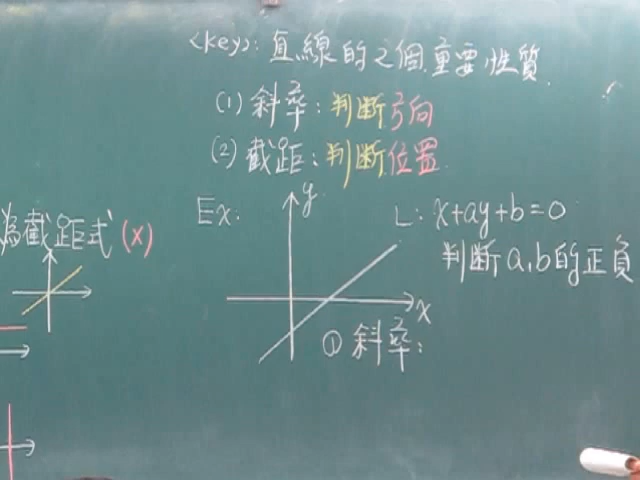 <key>: 直線的2個重要性質
(1) 斜率: 判斷方向
(2) 截距: 判斷位置
為截距式 (x)
Ex:
y
L: x+ay+b=0
判斷a、b的正負
x
① 斜率: